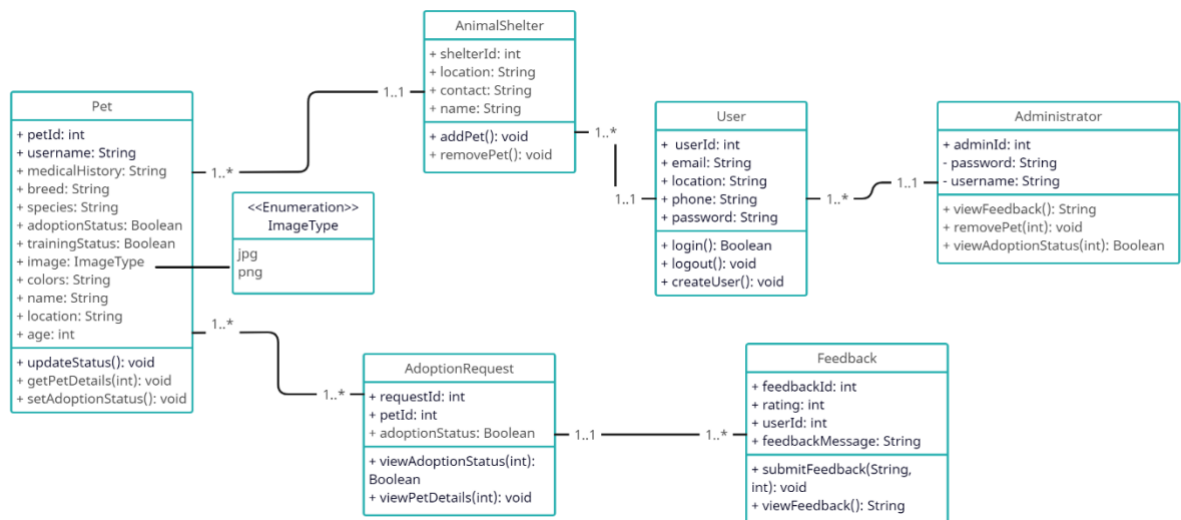 AnimalShelter
+ shelterId: int
+ location: String
+ contact: String
+ name: String
+ addPet(): void
+ removePet(): void
1..1
1..*
Pet
+ petId: int
+ username: String
+ medicalHistory: String
+ breed: String
+ species: String
+ adoptionStatus: Boolean
+ trainingStatus: Boolean
+ image: ImageType
+ colors: String
+ name: String
+ location: String
+ age: int
+ updateStatus(): void
+ getPetDetails(int): void
+ setAdoptionStatus(): void
1..*
<<Enumeration>>
ImageType
jpg
png
User
+ userId: int
+ email: String
+ location: String
+ phone: String
+ password: String
+ login(): Boolean
+ logout(): void
+ createUser(): void
1..1
1..*
1..1
Administrator
+ adminId: int
- password: String
- username: String
+ viewFeedback(): String
+ removePet(int): void
+ viewAdoptionStatus(int): Boolean
1..*
1..*
AdoptionRequest
+ requestId: int
+ petId: int
+ adoptionStatus: Boolean
+ viewAdoptionStatus(int):
Boolean
+ viewPetDetails(int): void
1..1
1..*
Feedback
+ feedbackId: int
+ rating: int
+ userId: int
+ feedbackMessage: String
+ submitFeedback(String,
int): void
+ viewFeedback(): String